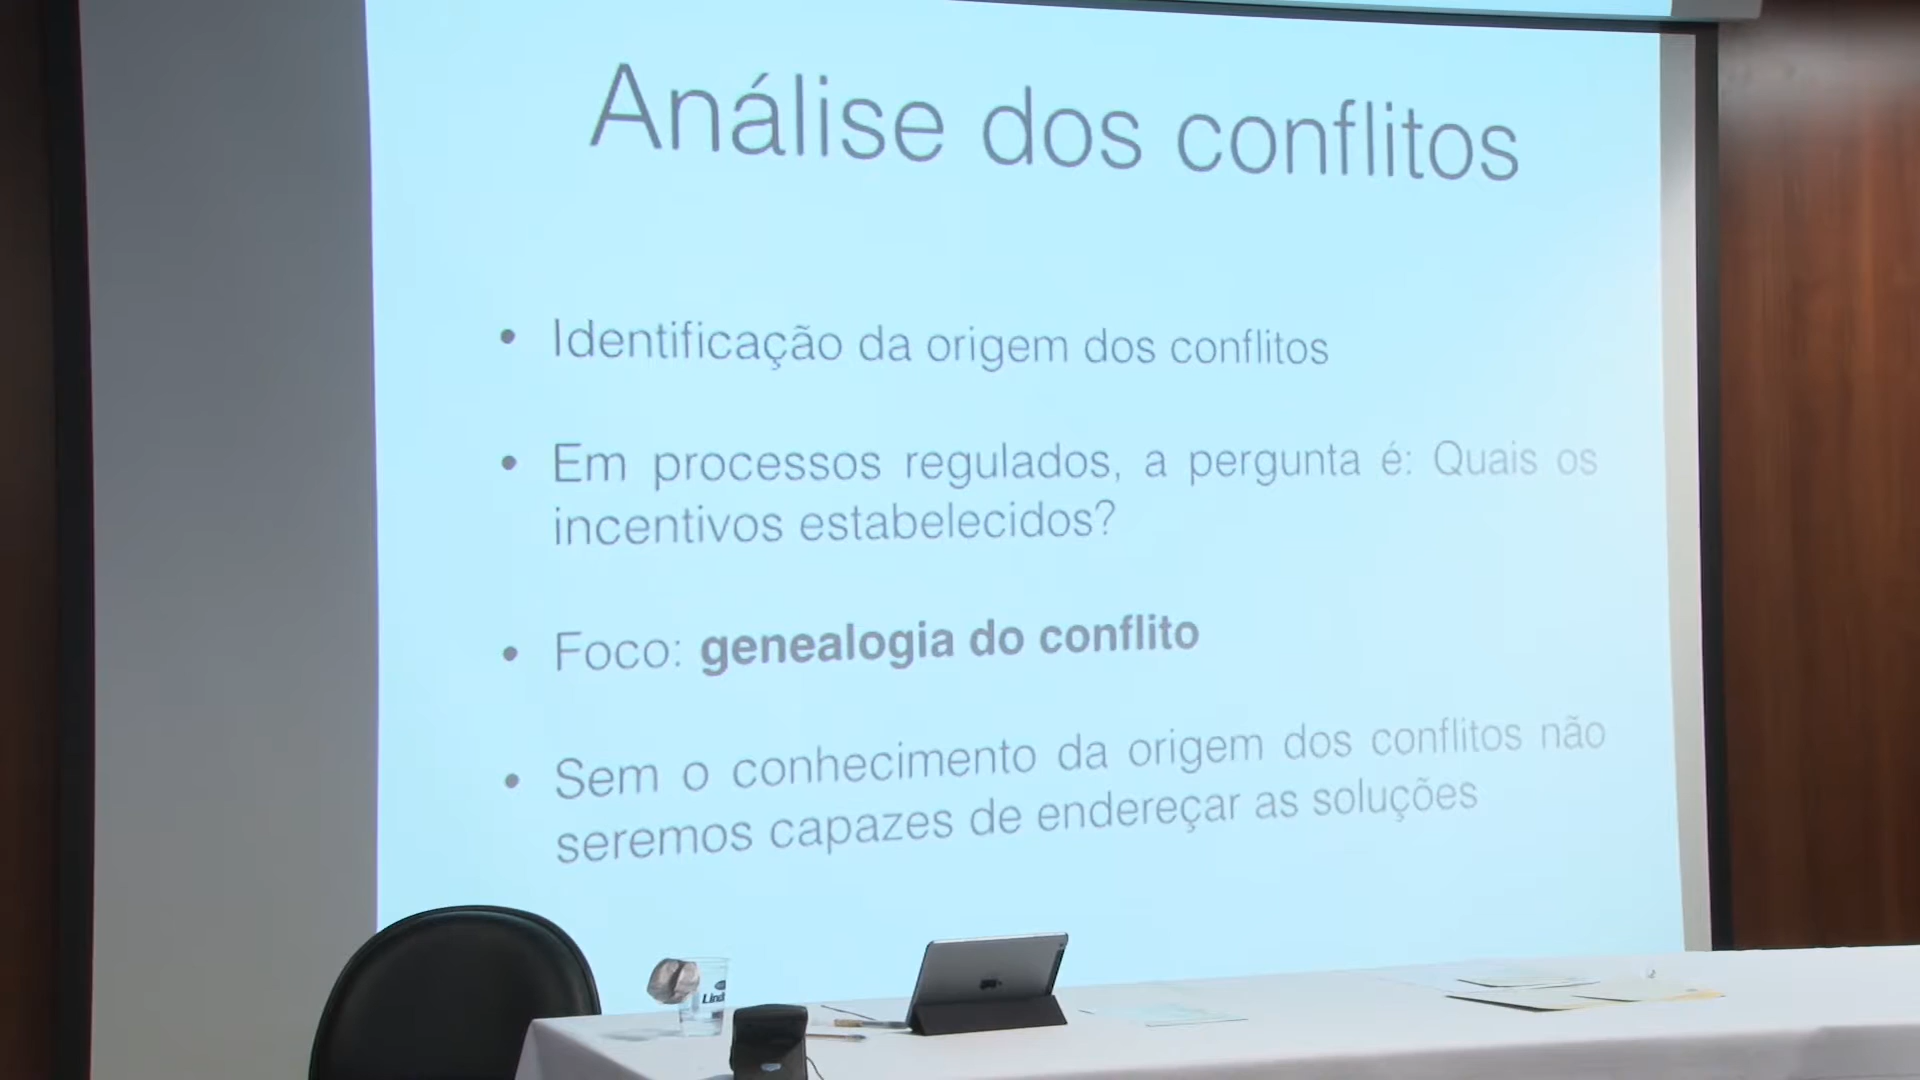 Análise dos conflitos
• Identificação da origem dos conflitos
• Em processos regulados, a pergunta é: Quais os
incentivos estabelecidos?
• Foco: genealogia do conflito
• Sem o conhecimento da origem dos conflitos não
seremos capazes de endereçar as soluções